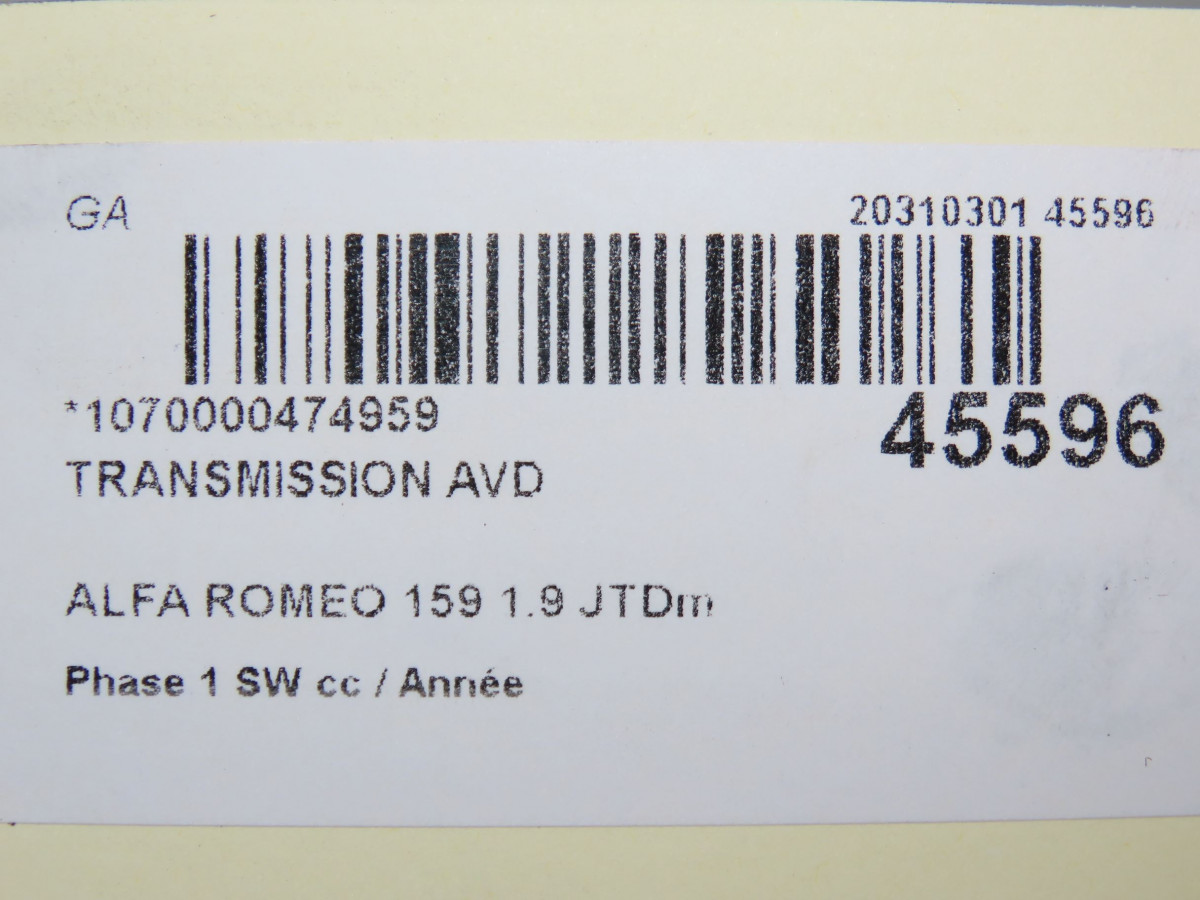 GA
20310301 45596
*1070000474959
45596
TRANSMISSION AVD
ALFA ROMEO 159 1.9 JTDm
Phase 1 SW cc / Année